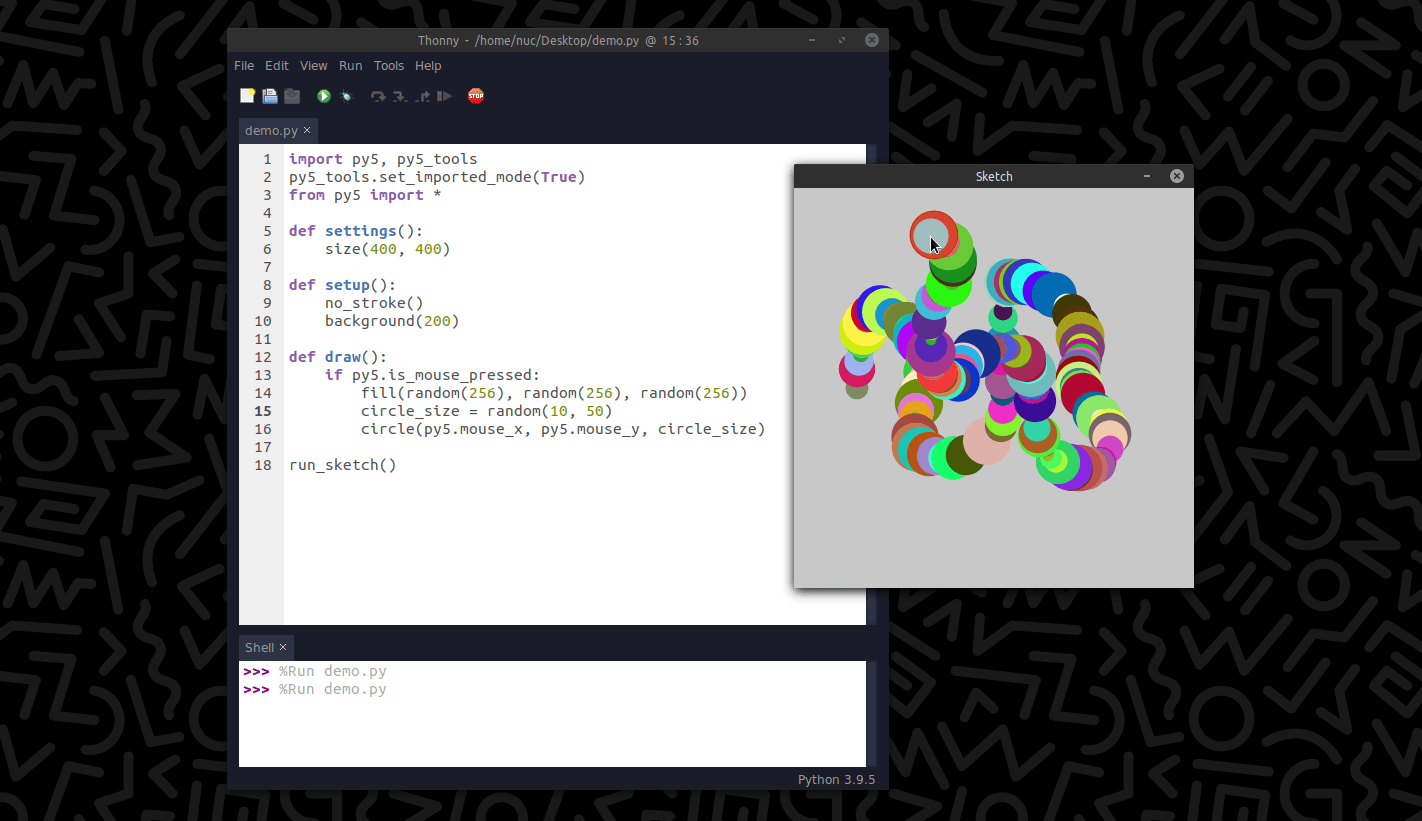 Thonny - /home/nuc/Desktop/demo.py @ 15 : 36
File Edit View Run Tools Help
STOP
demo.py ×
1 import py5, py5_tools
2 py5_tools.set_imported_mode(True)
3 from py5 import *
4
5 def settings():
6     size(400, 400)
7
8 def setup():
9     no_stroke()
10     background(200)
11
12 def draw():
13     if py5.is_mouse_pressed:
14         fill(random(256), random(256), random(256))
15         circle_size = random(10, 50)
16         circle(py5.mouse_x, py5.mouse_y, circle_size)
17
18 run_sketch()
Sketch
Shell ×
>>> %Run demo.py
>>> %Run demo.py
Python 3.9.5